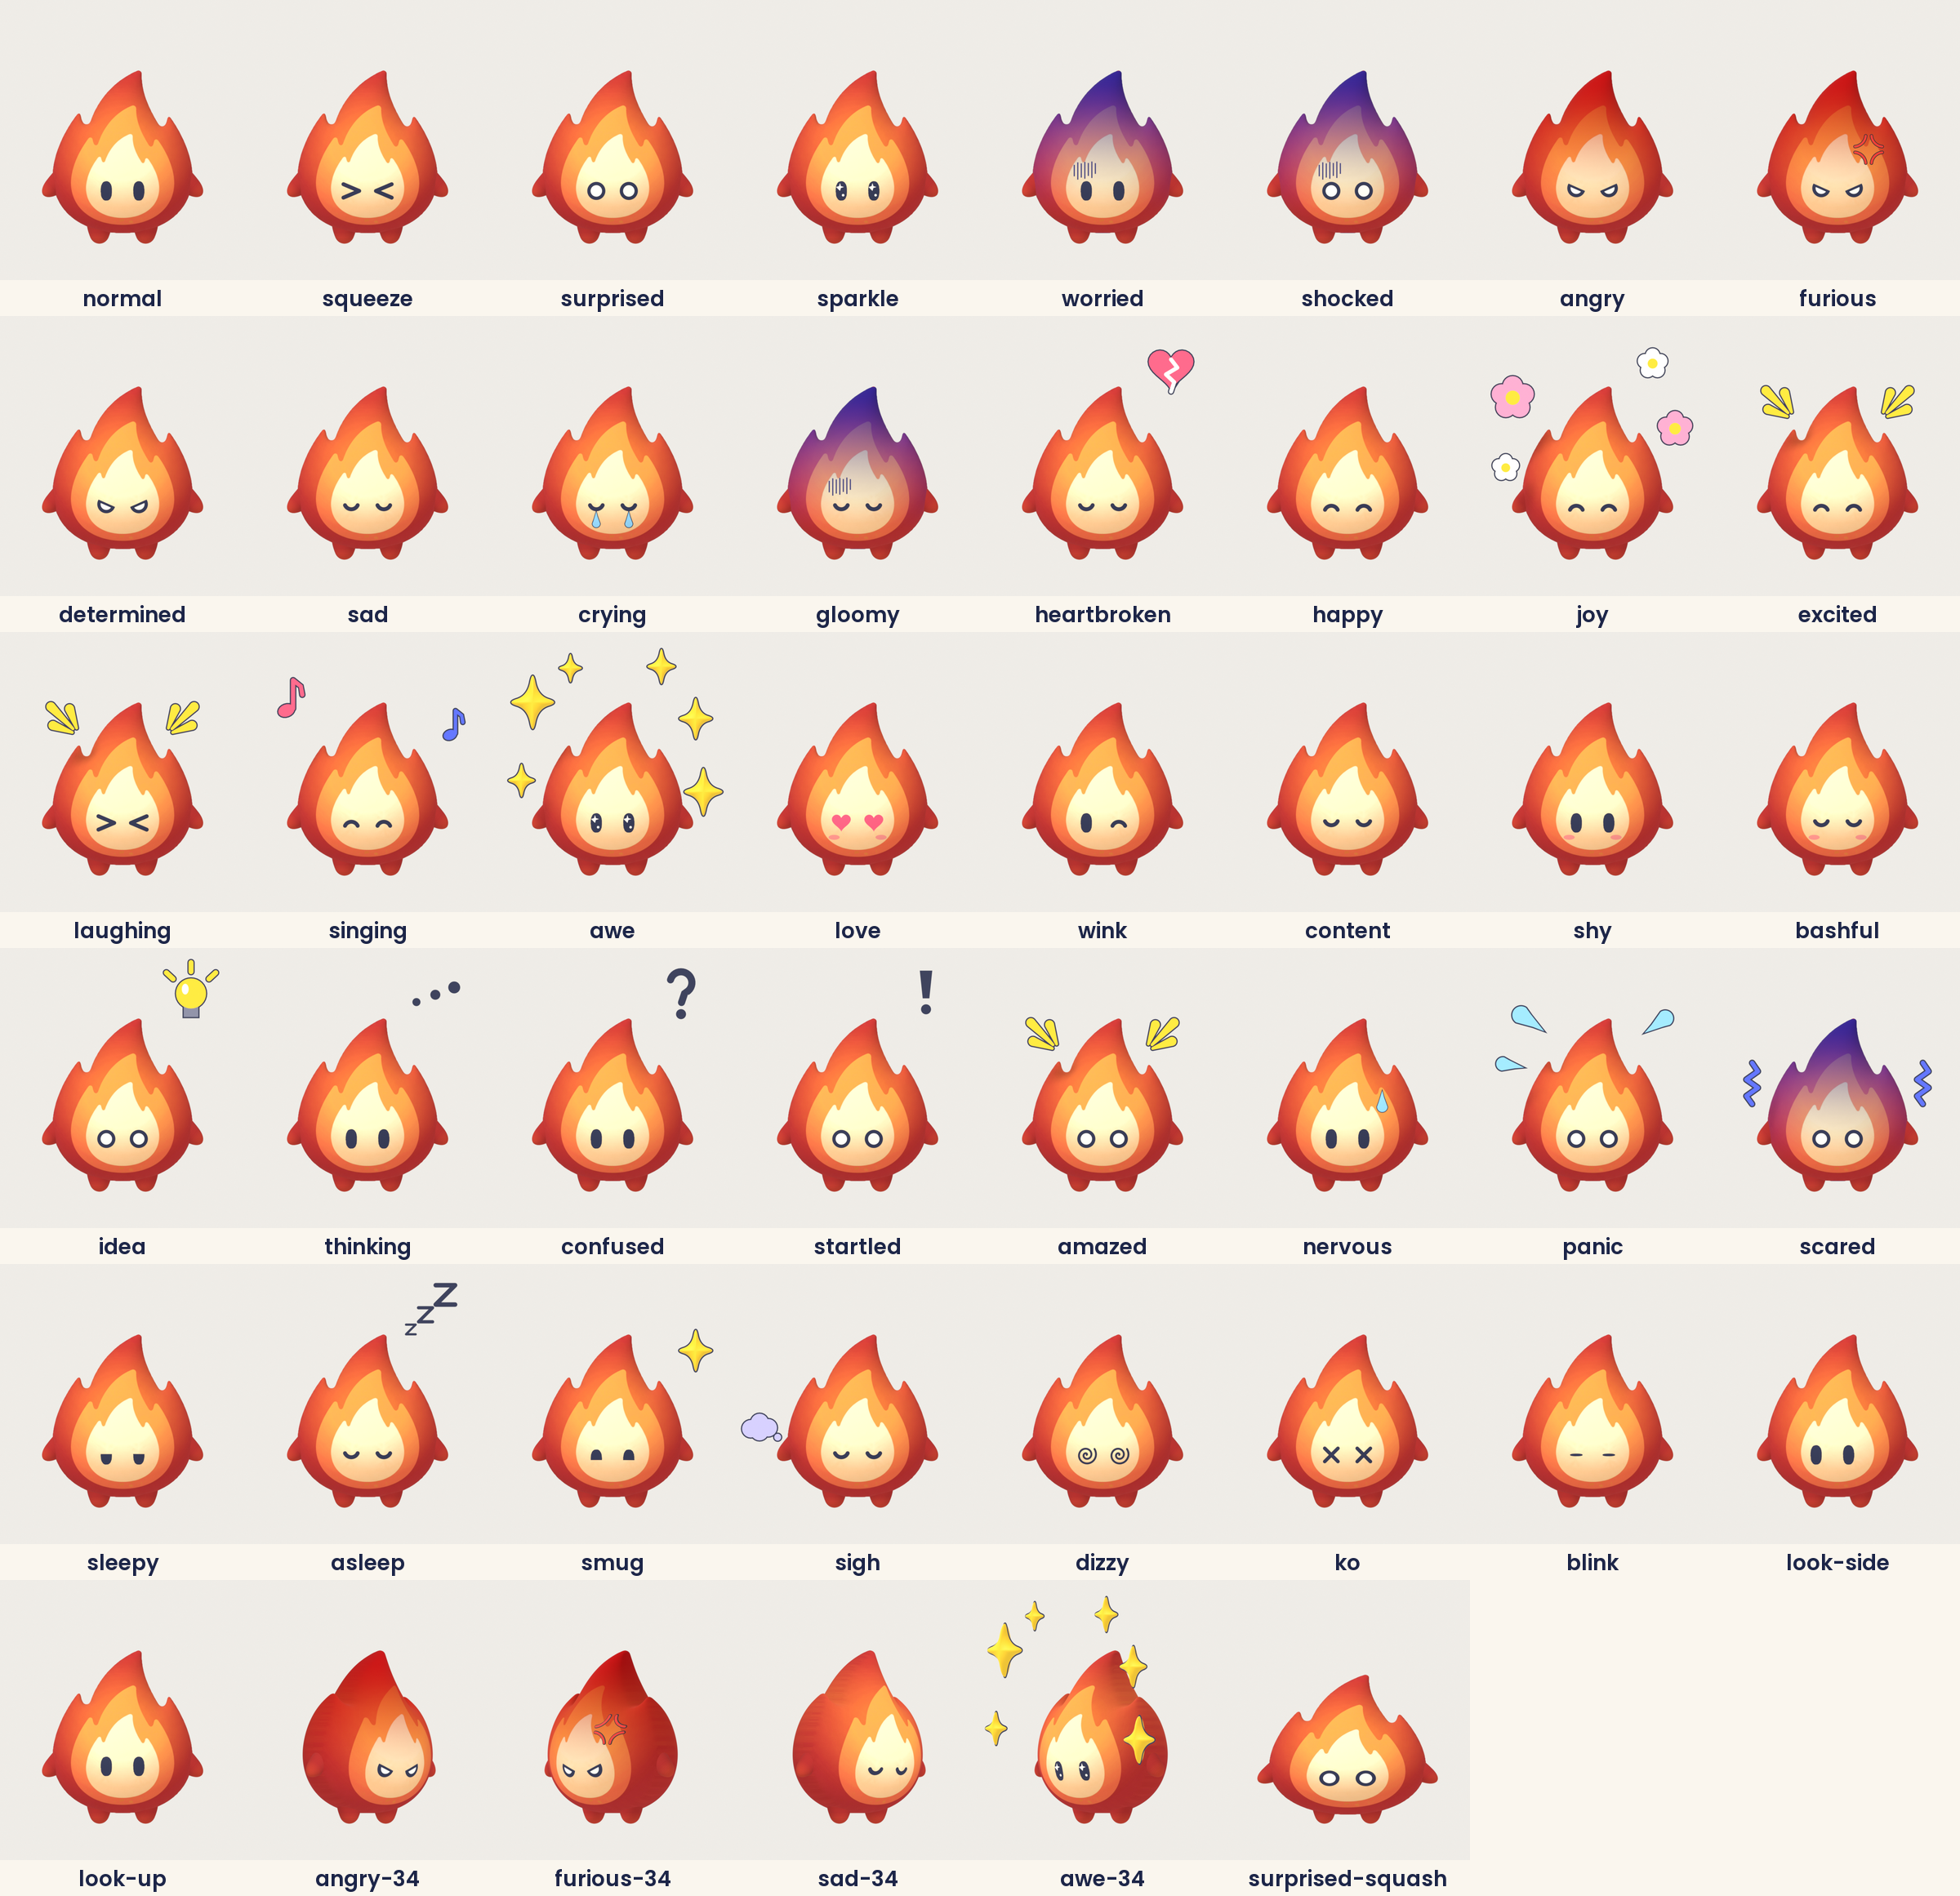 normal squeeze surprised sparkle worried shocked angry furious
determined sad crying gloomy heartbroken happy joy excited
laughing singing awe love wink content shy bashful
? !
idea thinking confused startled amazed nervous panic scared
z z Z
sleepy asleep smug sigh dizzy ko blink look-side
look-up angry-34 furious-34 sad-34 awe-34 surprised-squash